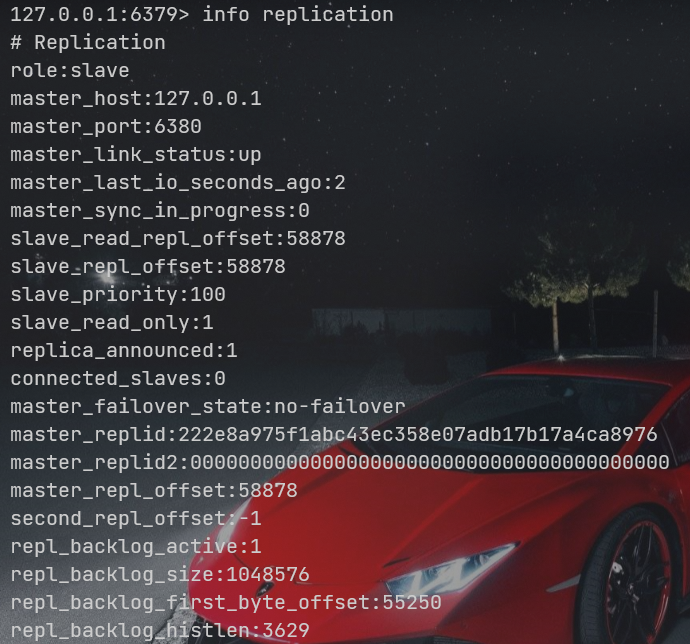 127.0.0.1:6379> info replication
# Replication
role:slave
master_host:127.0.0.1
master_port:6380
master_link_status:up
master_last_io_seconds_ago:2
master_sync_in_progress:0
slave_read_repl_offset:58878
slave_repl_offset:58878
slave_priority:100
slave_read_only:1
replica_announced:1
connected_slaves:0
master_failover_state:no-failover
master_replid:222e8a975f1abc43ec358e07adb17b17a4ca8976
master_replid2:0000000000000000000000000000000000000000
master_repl_offset:58878
second_repl_offset:-1
repl_backlog_active:1
repl_backlog_size:1048576
repl_backlog_first_byte_offset:55250
repl_backlog_histlen:3629